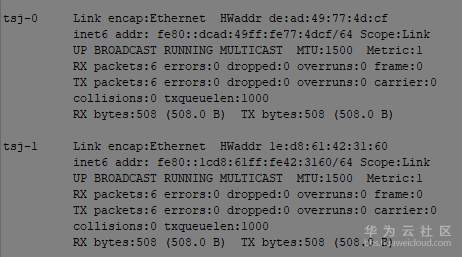 tsj-0 Link encap:Ethernet HWaddr de:ad:49:77:4d:cf
inet6 addr: fe80::dcad:49ff:fe77:4dcf/64 Scope:Link
UP BROADCAST RUNNING MULTICAST MTU:1500 Metric:1
RX packets:6 errors:0 dropped:0 overruns:0 frame:0
TX packets:6 errors:0 dropped:0 overruns:0 carrier:0
collisions:0 txqueuelen:1000
RX bytes:508 (508.0 B) TX bytes:508 (508.0 B)
tsj-1 Link encap:Ethernet HWaddr 1e:d8:61:42:31:60
inet6 addr: fe80::1cd8:61ff:fe42:3160/64 Scope:Link
UP BROADCAST RUNNING MULTICAST MTU:1500 Metric:1
RX packets:6 errors:0 dropped:0 overruns:0 frame:0
TX packets:6 errors:0 dropped:0 overruns:0 carrier:0
collisions:0 txqueuelen:1000
RX bytes:508 (508.0 B) TX bytes:508 (508.0 B)
华为云社区